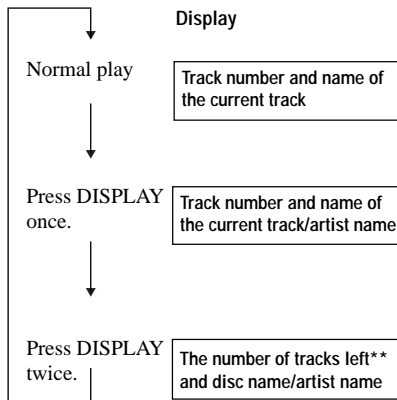 Display
Normal play
Track number and name of
the current track
Press DISPLAY
once.
Track number and name of
the current track/artist name
Press DISPLAY
twice.
The number of tracks left**
and disc name/artist name